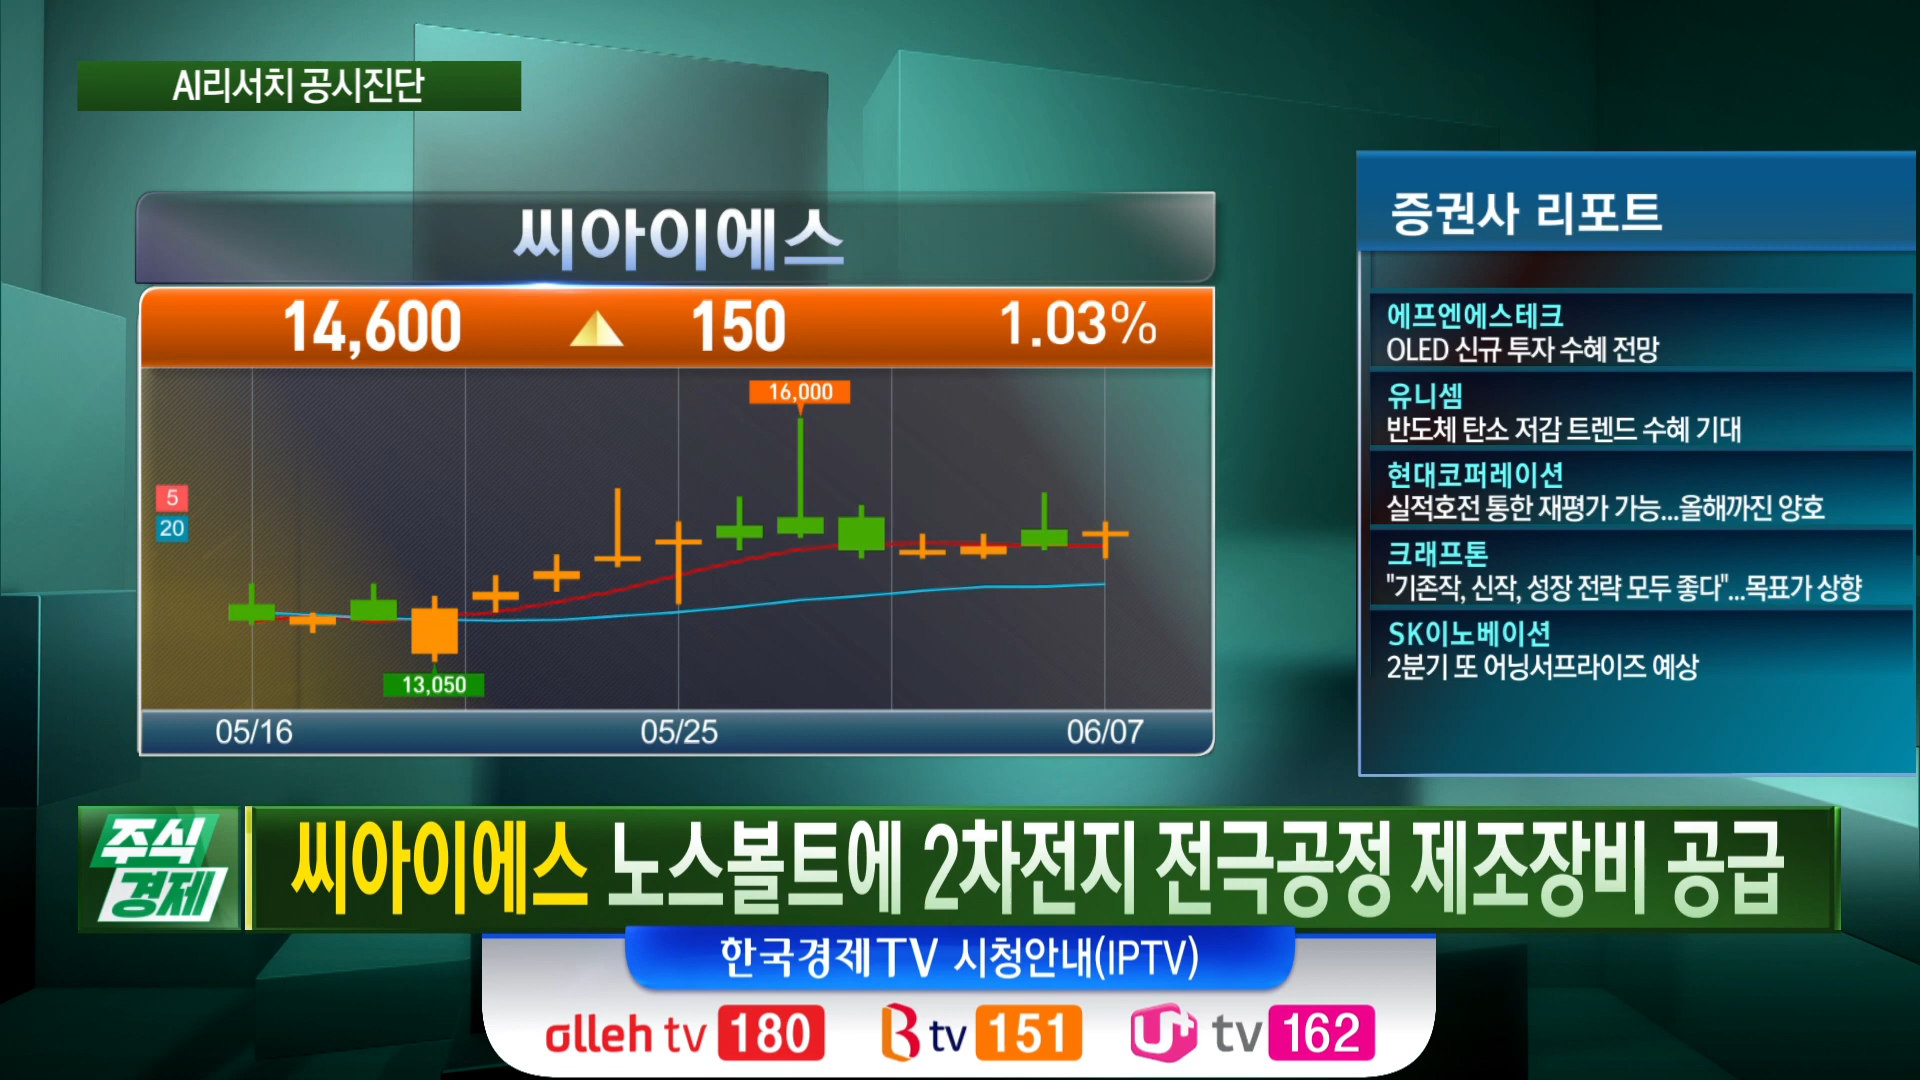 AI리서치 공시진단
씨아이에스
14,600 ▲ 150 1.03%
16,000
5
20
13,050
05/16 05/25 06/07
증권사 리포트
에프엔에스테크
OLED 신규 투자 수혜 전망
유니셈
반도체 탄소 저감 트렌드 수혜 기대
현대코퍼레이션
실적호전 통한 재평가 가능...올해까진 양호
크래프톤
"기존작, 신작, 성장 전략 모두 좋다"...목표가 상향
SK이노베이션
2분기 또 어닝서프라이즈 예상
주식
경제
씨아이에스 노스볼트에 2차전지 전극공정 제조장비 공급
한국경제TV 시청안내(IPTV)
olleh tv 180 B tv 151 U+ tv 162